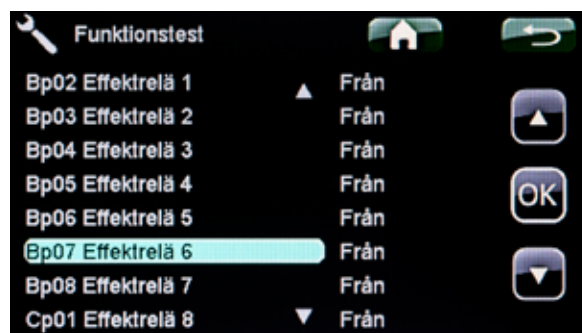 Funktionstest
Bp02 Effektrelä 1 Från
Bp03 Effektrelä 2 Från
Bp04 Effektrelä 3 Från
Bp05 Effektrelä 4 Från
Bp06 Effektrelä 5 Från
Bp07 Effektrelä 6 Från
Bp08 Effektrelä 7 Från
Cp01 Effektrelä 8 Från
OK